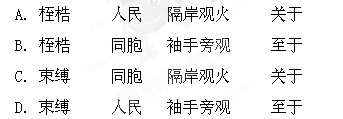 A. 桎梏 人民 隔岸观火 关于
B. 桎梏 同胞 袖手旁观 至于
C. 束缚 同胞 隔岸观火 关于
D. 束缚 人民 袖手旁观 至于